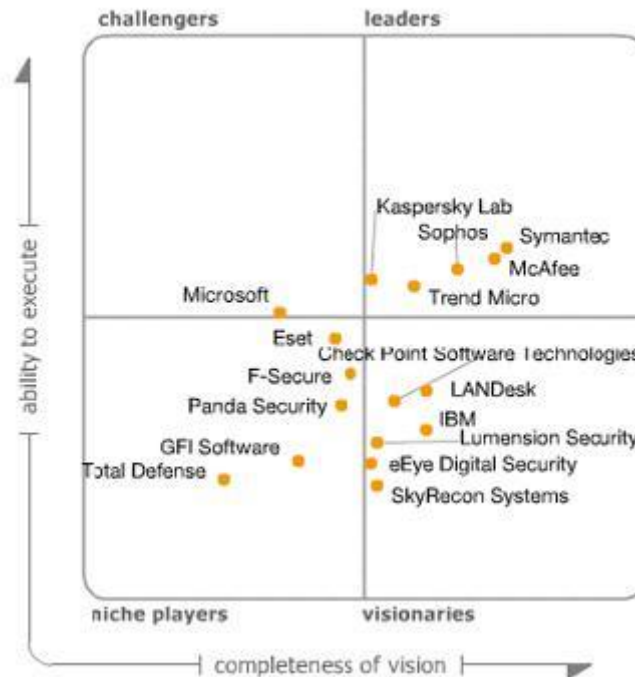 challengers
leaders
ability to execute
Kaspersky Lab
Sophos
Symantec
McAfee
Trend Micro
Microsoft
Eset
Check Point Software Technologies
F-Secure
LANDesk
Panda Security
IBM
Lumension Security
GFI Software
eEye Digital Security
Total Defense
SkyRecon Systems
niche players
visionaries
completeness of vision